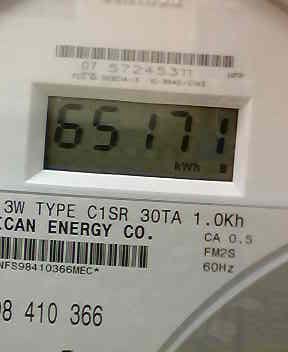 07 57245311
65171
kWh
3W TYPE C1SR 30TA 1.0Kh
ICAN ENERGY CO.
CA 0.5
FM2S
60Hz
NFS98410366MEC*
98 410 366